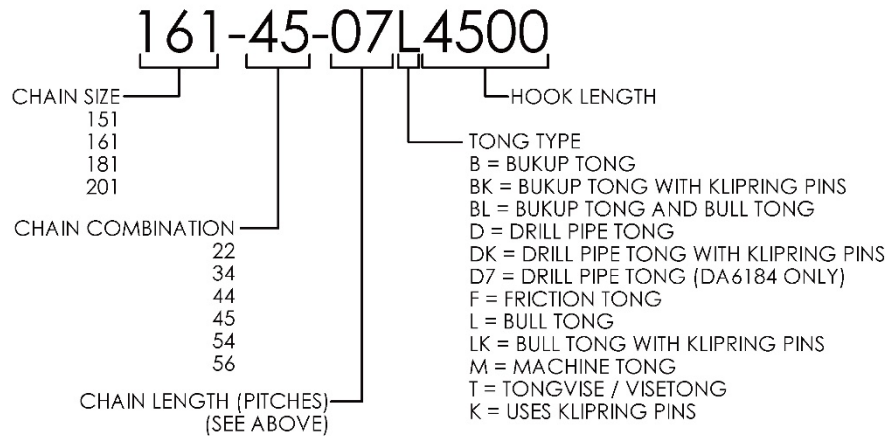 161-45-07L4500
CHAIN SIZE
151
161
181
201
CHAIN COMBINATION
22
34
44
45
54
56
CHAIN LENGTH (PITCHES)
(SEE ABOVE)
HOOK LENGTH
TONG TYPE
B = BUKUP TONG
BK = BUKUP TONG WITH KLIPRING PINS
BL = BUKUP TONG AND BULL TONG
D = DRILL PIPE TONG
DK = DRILL PIPE TONG WITH KLIPRING PINS
D7 = DRILL PIPE TONG (DA6184 ONLY)
F = FRICTION TONG
L = BULL TONG
LK = BULL TONG WITH KLIPRING PINS
M = MACHINE TONG
T = TONGVISE / VISETONG
K = USES KLIPRING PINS